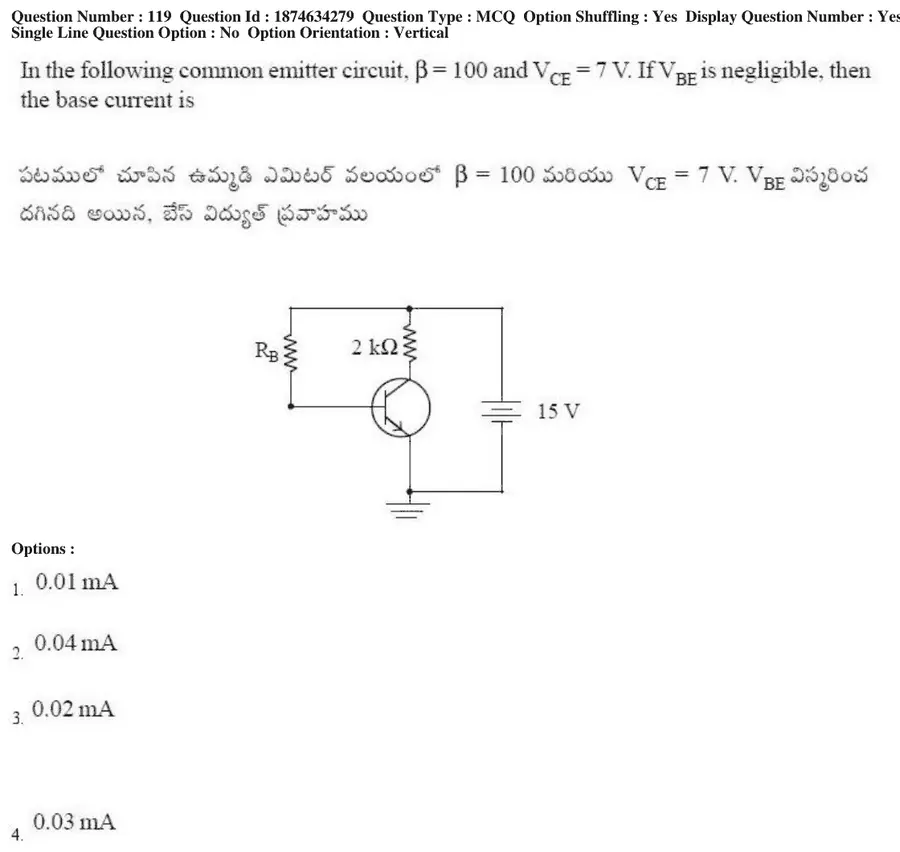 Question Number : 119 Question Id : 1874634279 Question Type : MCQ Option Shuffling : Yes Display Question Number : Yes
Single Line Question Option : No Option Orientation : Vertical
In the following common emitter circuit, β = 100 and V_CE = 7 V. If V_BE is negligible, then
the base current is
పటములో చూపిన ఉమ్మడి ఎమిటర్ వలయంలో β = 100 మరియు V_CE = 7 V. V_BE విస్మరించ
దగినది అయిన, బేస్ విద్యుత్ ప్రవాహము
R_B
2 kΩ
15 V
Options :
1. 0.01 mA
2. 0.04 mA
3. 0.02 mA
4. 0.03 mA